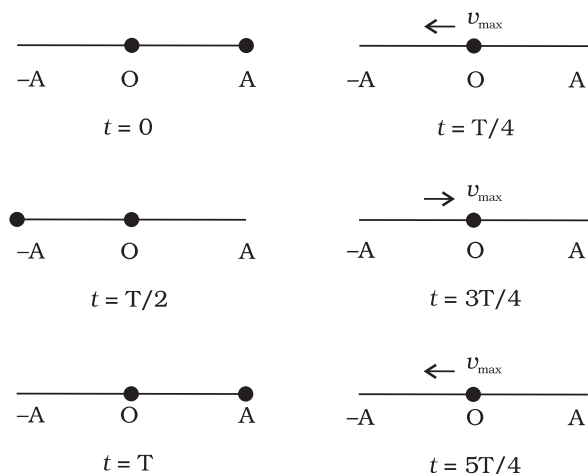 v_max
–A O A –A O A
t = 0 t = T/4
v_max
–A O A –A O A
t = T/2 t = 3T/4
v_max
–A O A –A O A
t = T t = 5T/4